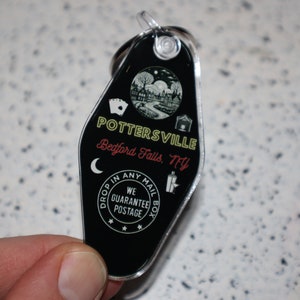 POTTERSVILLE
Bedford Falls, NY
DROP IN ANY MAIL BOX
WE
GUARANTEE
POSTAGE